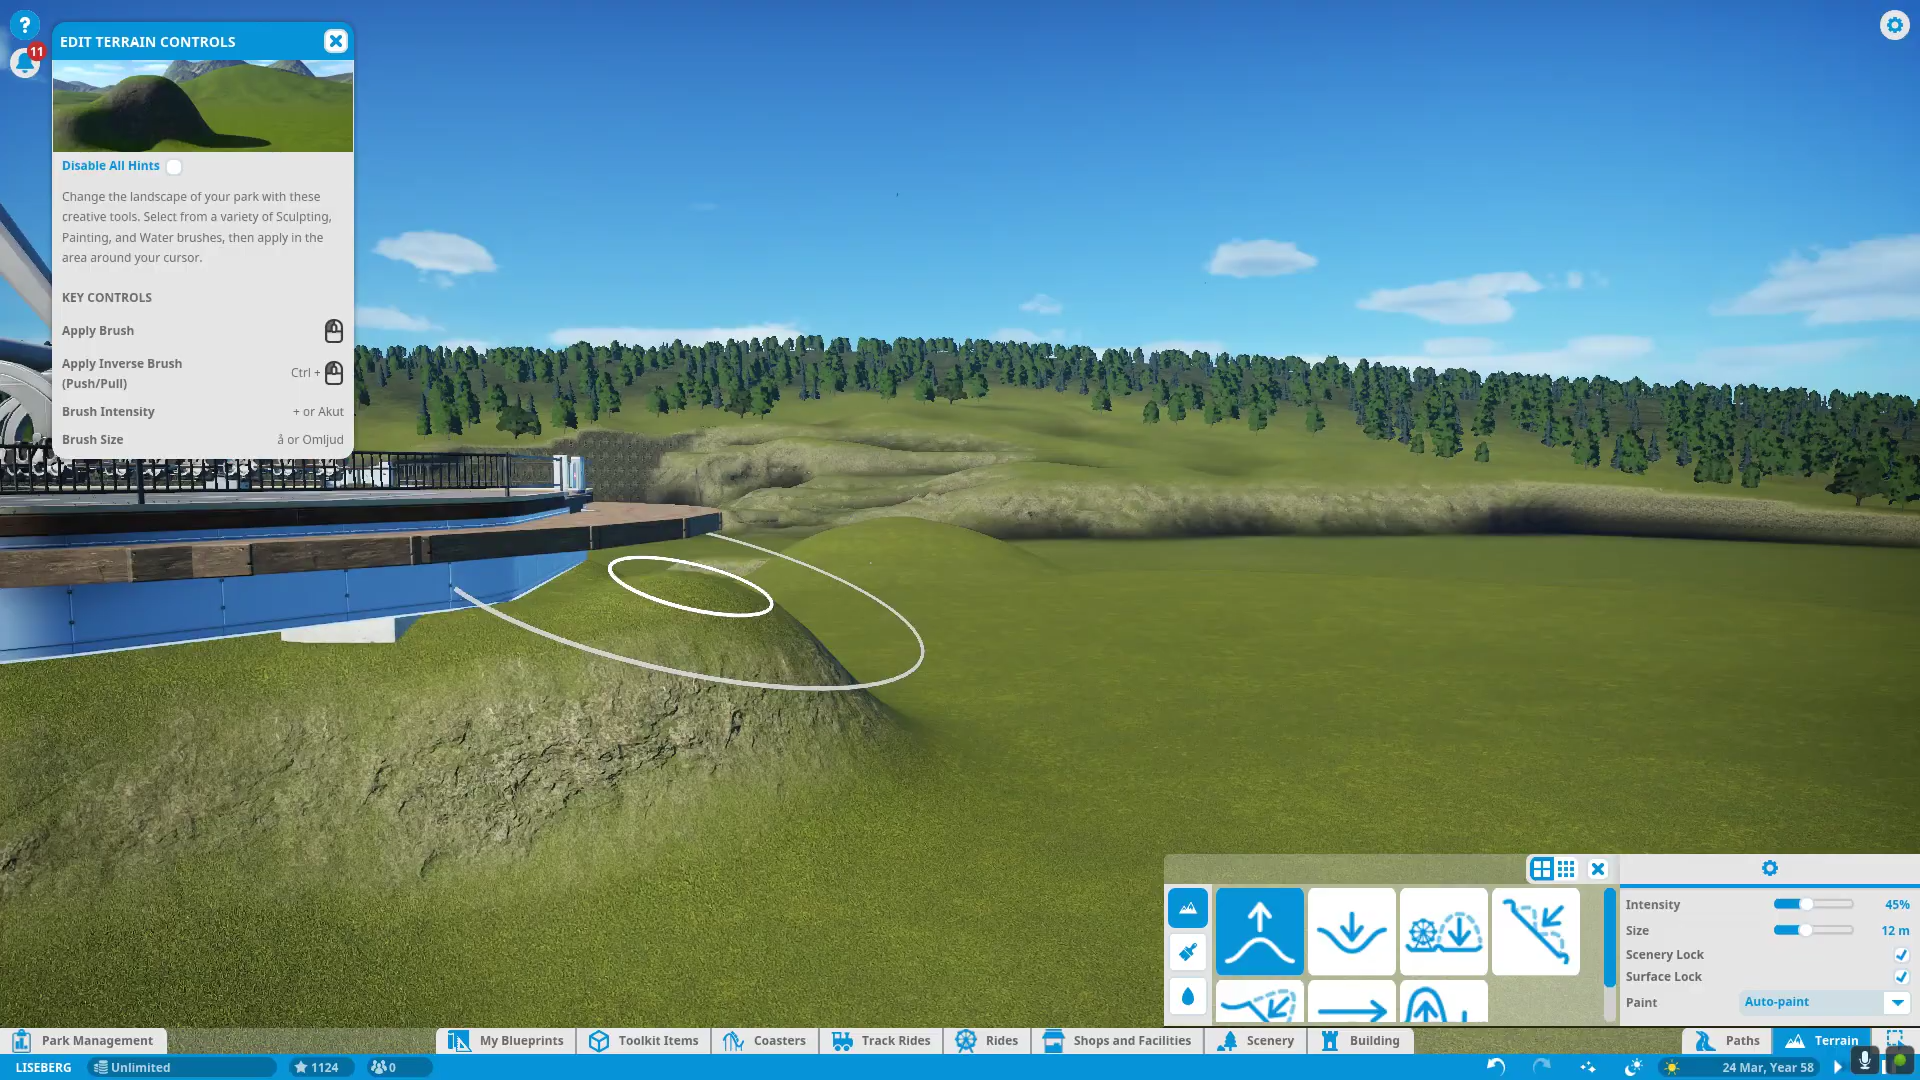 ?
11
EDIT TERRAIN CONTROLS
Disable All Hints
Change the landscape of your park with these
creative tools. Select from a variety of Sculpting,
Painting, and Water brushes, then apply in the
area around your cursor.
KEY CONTROLS
Apply Brush
Apply Inverse Brush
(Push/Pull)
Ctrl +
Brush Intensity
+ or Akut
Brush Size
å or Omljud
Intensity
45%
Size
12 m
Scenery Lock
Surface Lock
Paint
Auto-paint
Park Management
My Blueprints
Toolkit Items
Coasters
Track Rides
Rides
Shops and Facilities
Scenery
Building
Paths
Terrain
LISEBERG
Unlimited
1124
0
24 Mar, Year 58